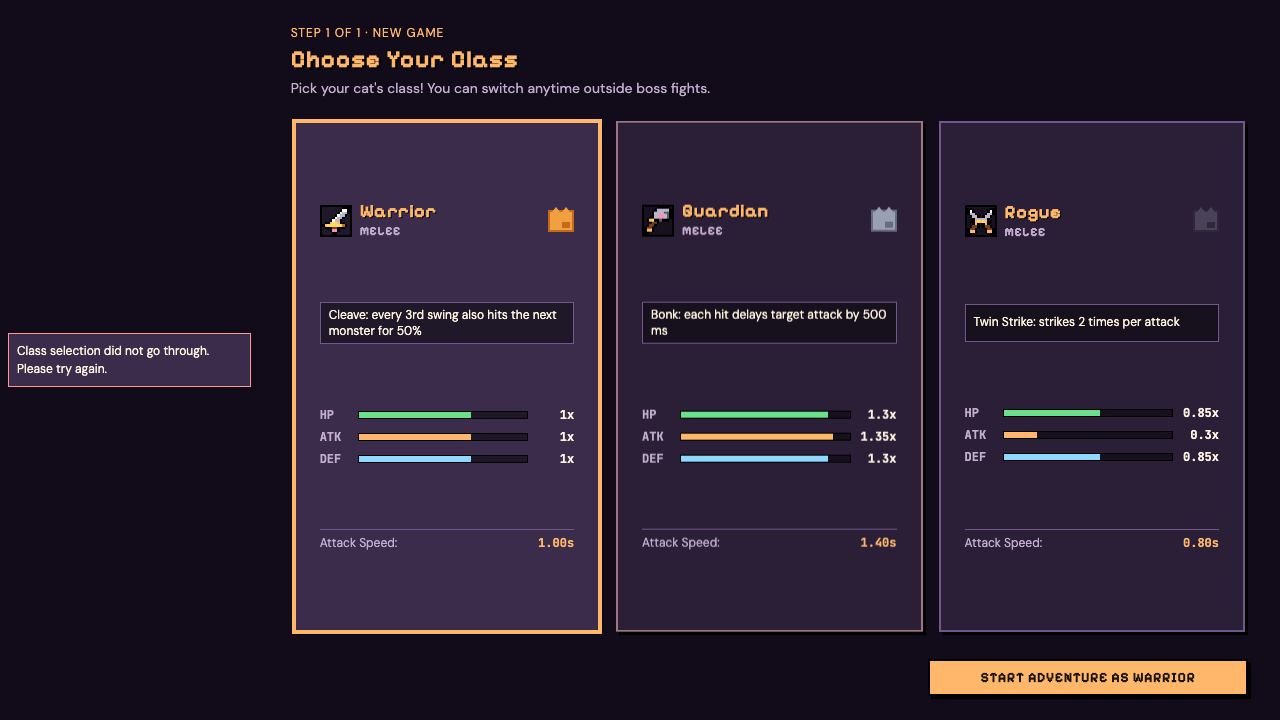 STEP 1 OF 1 · NEW GAME
Choose Your Class
Pick your cat's class! You can switch anytime outside boss fights.
Class selection did not go through.
Please try again.
Warrior
MELEE
Cleave: every 3rd swing also hits the next
monster for 50%
HP 1x
ATK 1x
DEF 1x
Attack Speed: 1.00s
Guardian
MELEE
Bonk: each hit delays target attack by 500
ms
HP 1.3x
ATK 1.35x
DEF 1.3x
Attack Speed: 1.40s
Rogue
MELEE
Twin Strike: strikes 2 times per attack
HP 0.85x
ATK 0.3x
DEF 0.85x
Attack Speed: 0.80s
START ADVENTURE AS WARRIOR